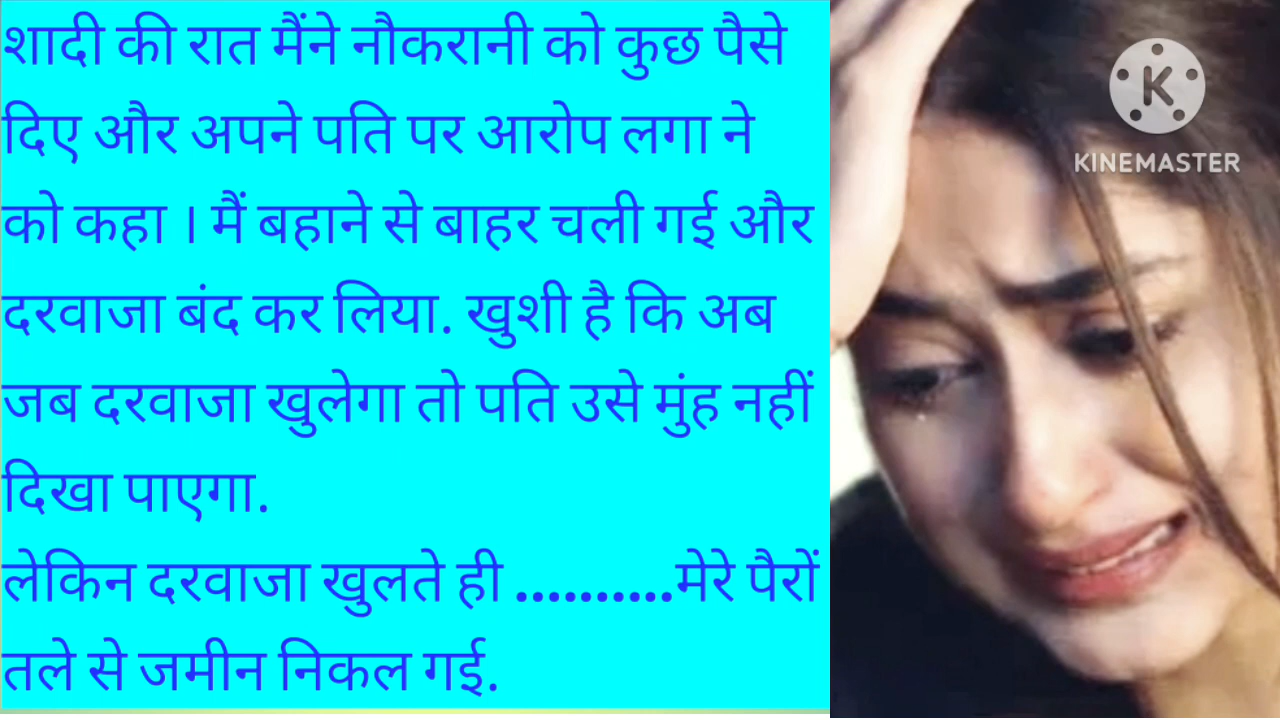 शादी की रात मैंने नौकरानी को कुछ पैसे
दिए और अपने पति पर आरोप लगा ने
को कहा । मैं बहाने से बाहर चली गई और
दरवाजा बंद कर लिया. खुशी है कि अब
जब दरवाजा खुलेगा तो पति उसे मुंह नहीं
दिखा पाएगा.
लेकिन दरवाजा खुलते ही ..........मेरे पैरों
तले से जमीन निकल गई.
K
KINEMASTER